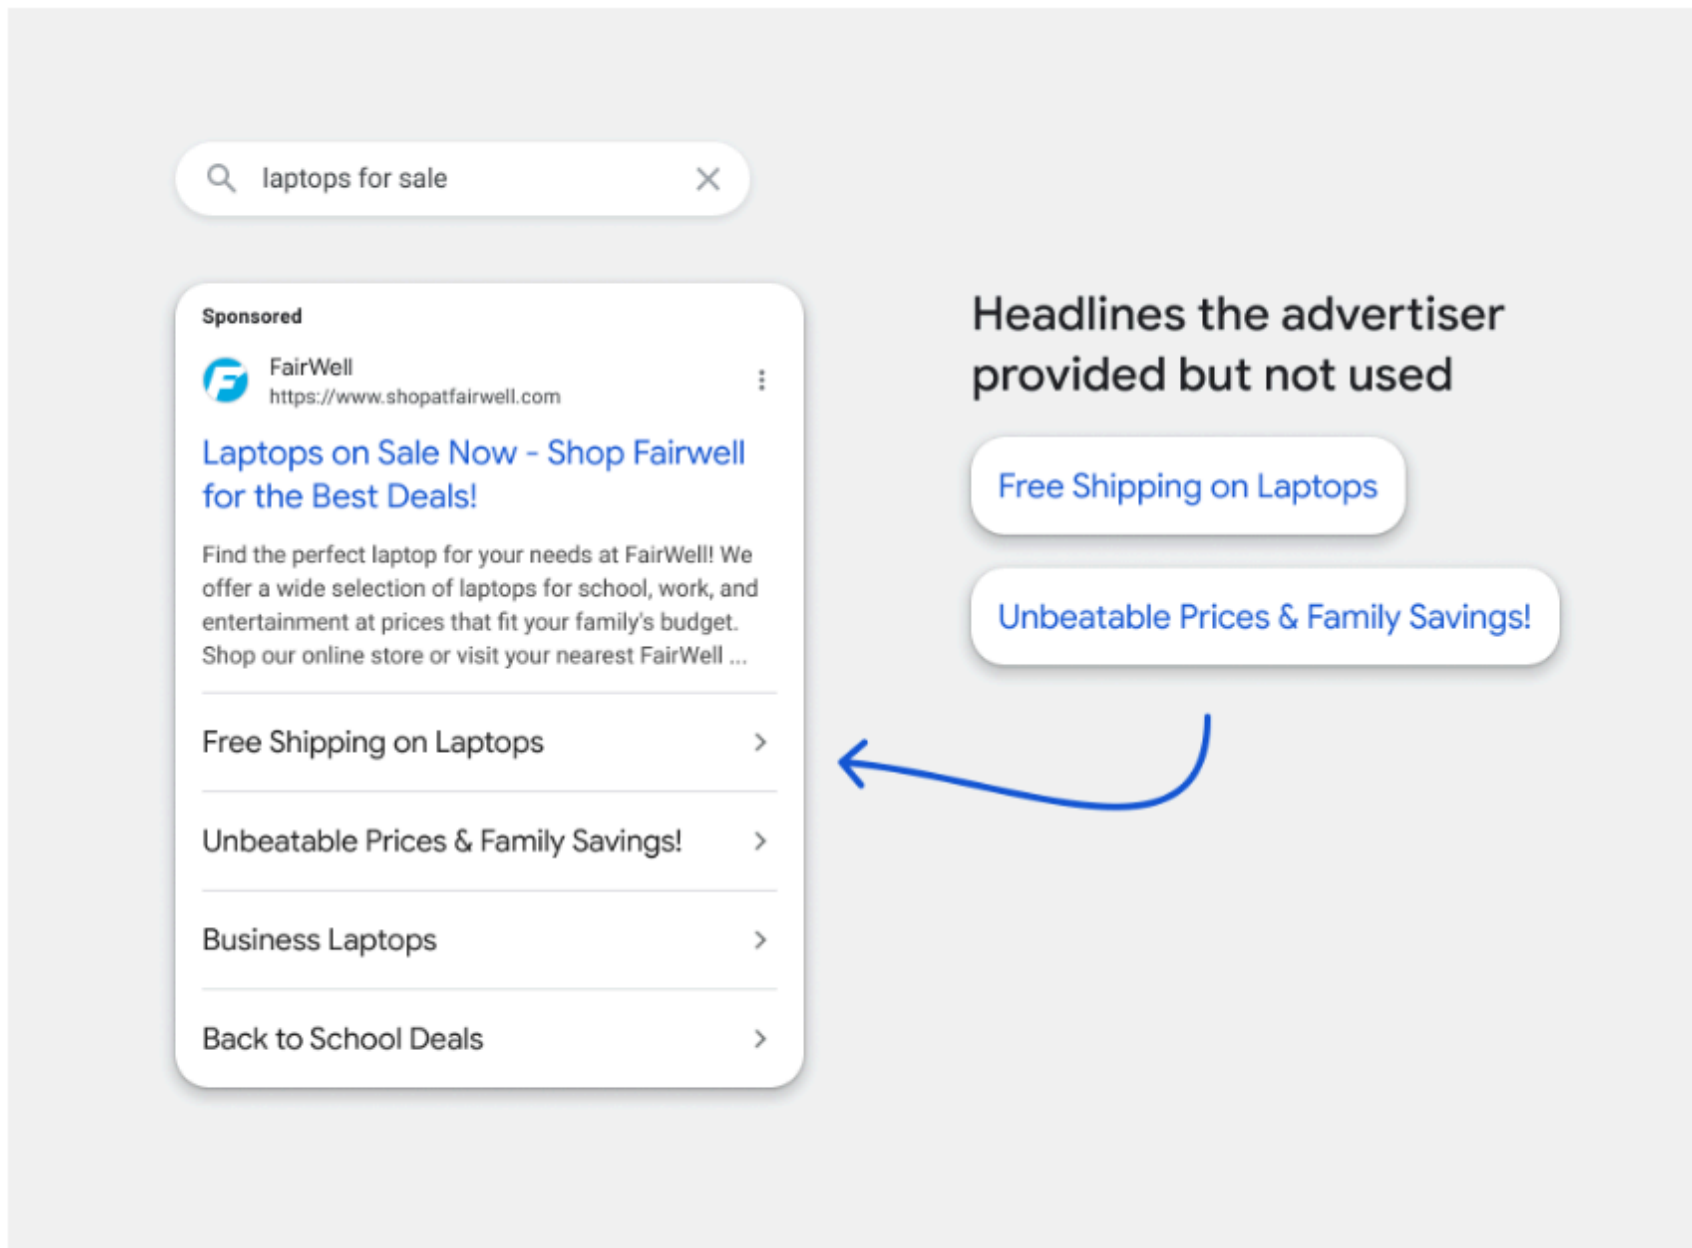 laptops for sale
Sponsored
FairWell
https://www.shopatfairwell.com
Laptops on Sale Now - Shop Fairwell
for the Best Deals!
Find the perfect laptop for your needs at FairWell! We
offer a wide selection of laptops for school, work, and
entertainment at prices that fit your family's budget.
Shop our online store or visit your nearest FairWell ...
Free Shipping on Laptops
Unbeatable Prices & Family Savings!
Business Laptops
Back to School Deals
Headlines the advertiser
provided but not used
Free Shipping on Laptops
Unbeatable Prices & Family Savings!